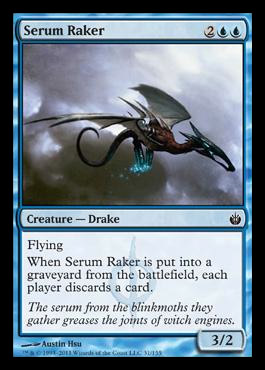 Serum Raker 2
Creature — Drake
Flying
When Serum Raker is put into a
graveyard from the battlefield, each
player discards a card.
The serum from the blinkmoths they
gather greases the joints of witch engines.
Austin Hsu
™ & © 1993–2011 Wizards of the Coast LLC 31/155
3/2